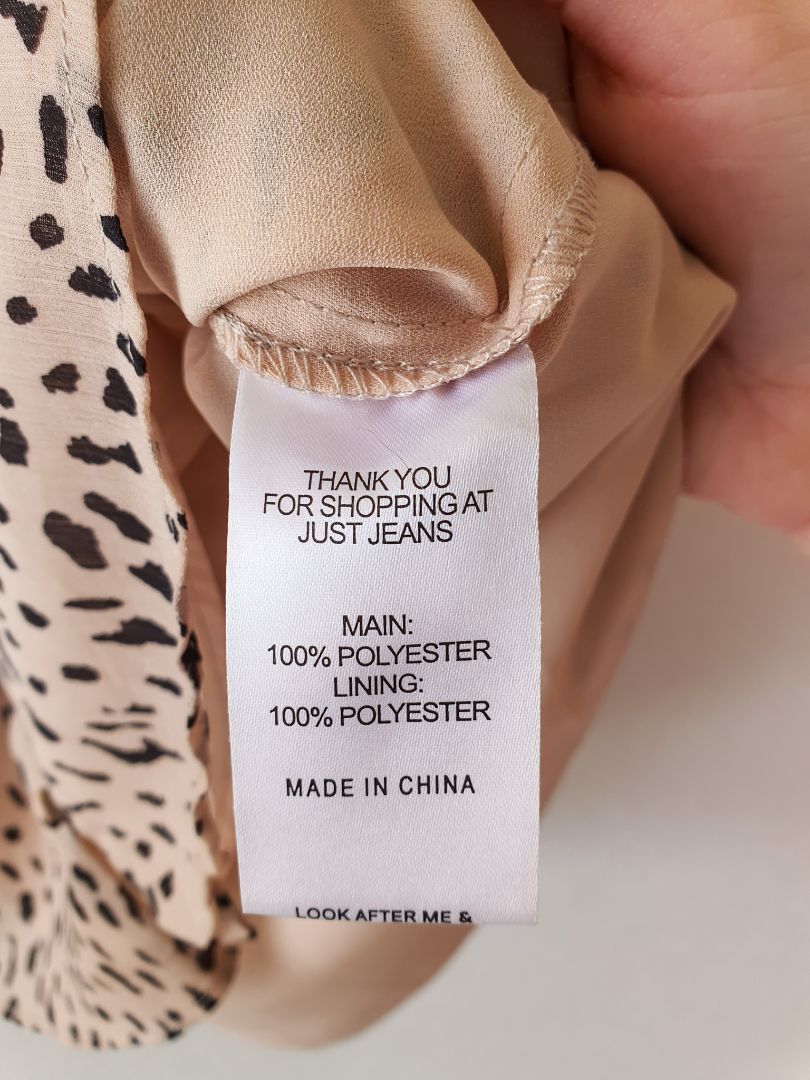 THANK YOU
FOR SHOPPING AT
JUST JEANS
MAIN:
100% POLYESTER
LINING:
100% POLYESTER
MADE IN CHINA
LOOK AFTER ME &